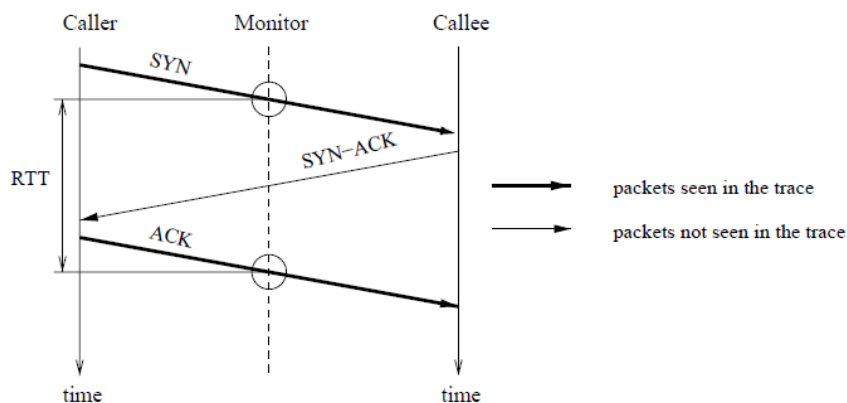 Caller Monitor Callee
SYN
SYN-ACK
RTT
packets seen in the trace
packets not seen in the trace
ACK
time time